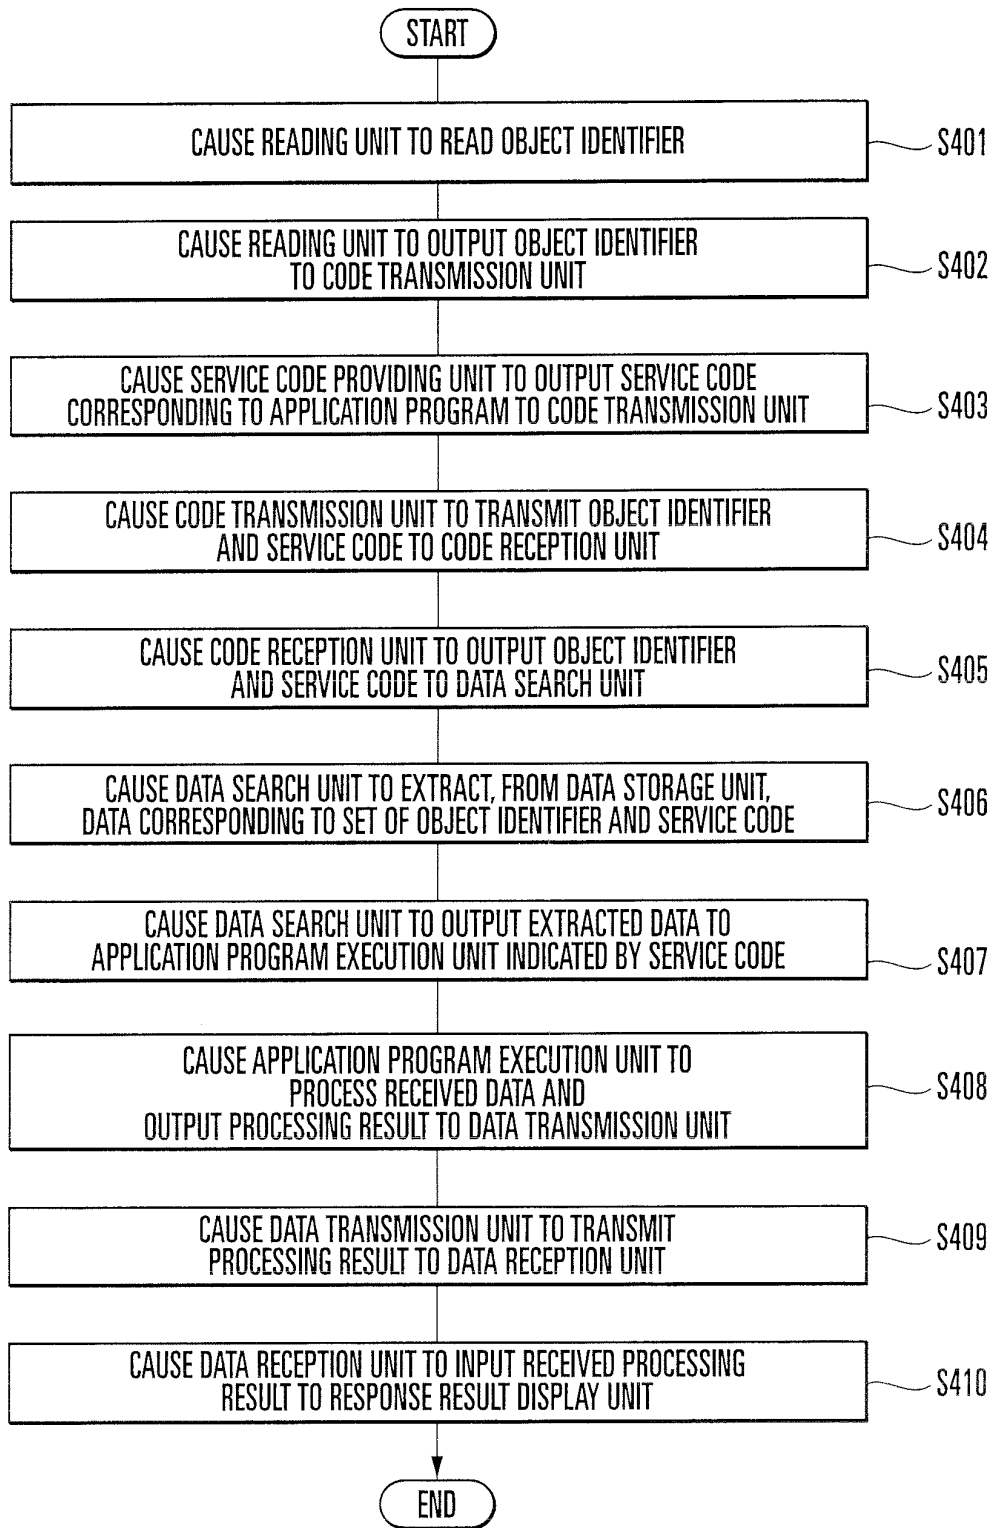 START
CAUSE READING UNIT TO READ OBJECT IDENTIFIER
S401
CAUSE READING UNIT TO OUTPUT OBJECT IDENTIFIER
TO CODE TRANSMISSION UNIT
S402
CAUSE SERVICE CODE PROVIDING UNIT TO OUTPUT SERVICE CODE
CORRESPONDING TO APPLICATION PROGRAM TO CODE TRANSMISSION UNIT
S403
CAUSE CODE TRANSMISSION UNIT TO TRANSMIT OBJECT IDENTIFIER
AND SERVICE CODE TO CODE RECEPTION UNIT
S404
CAUSE CODE RECEPTION UNIT TO OUTPUT OBJECT IDENTIFIER
AND SERVICE CODE TO DATA SEARCH UNIT
S405
CAUSE DATA SEARCH UNIT TO EXTRACT, FROM DATA STORAGE UNIT,
DATA CORRESPONDING TO SET OF OBJECT IDENTIFIER AND SERVICE CODE
S406
CAUSE DATA SEARCH UNIT TO OUTPUT EXTRACTED DATA TO
APPLICATION PROGRAM EXECUTION UNIT INDICATED BY SERVICE CODE
S407
CAUSE APPLICATION PROGRAM EXECUTION UNIT TO
PROCESS RECEIVED DATA AND
OUTPUT PROCESSING RESULT TO DATA TRANSMISSION UNIT
S408
CAUSE DATA TRANSMISSION UNIT TO TRANSMIT
PROCESSING RESULT TO DATA RECEPTION UNIT
S409
CAUSE DATA RECEPTION UNIT TO INPUT RECEIVED PROCESSING
RESULT TO RESPONSE RESULT DISPLAY UNIT
S410
END